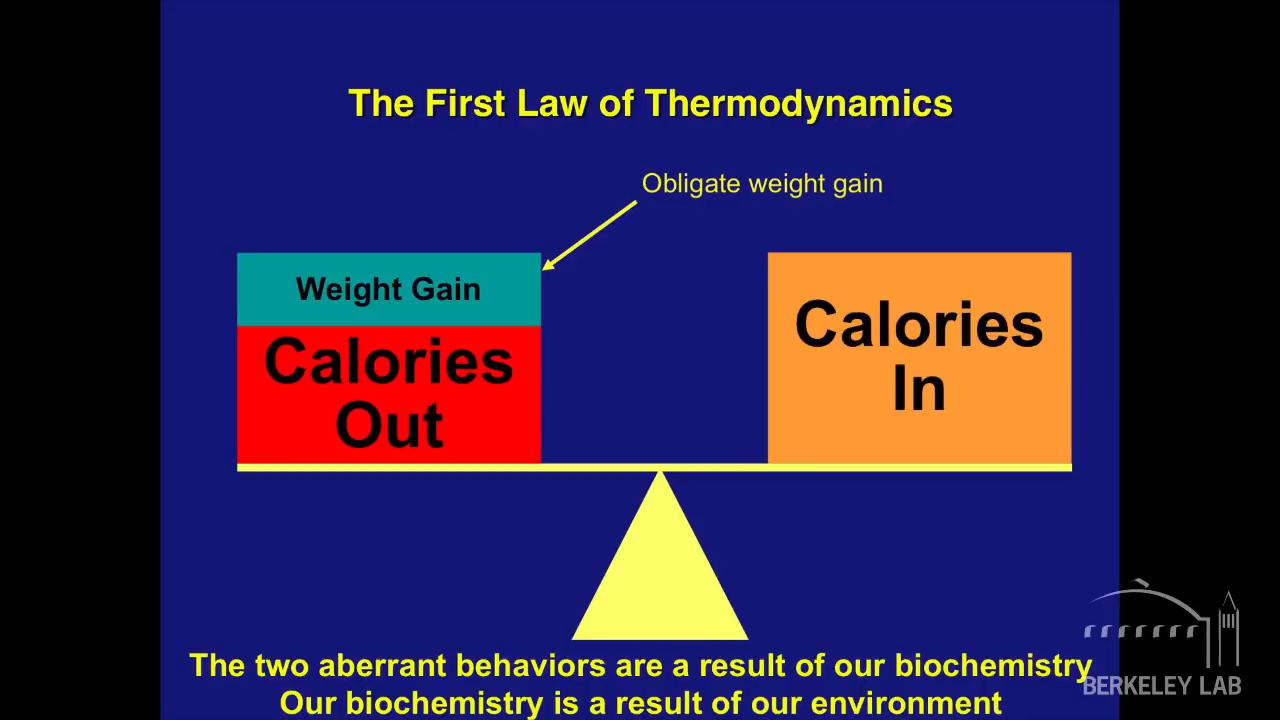 The First Law of Thermodynamics
Obligate weight gain
Weight Gain
Calories
Out
Calories
In
The two aberrant behaviors are a result of our biochemistry
Our biochemistry is a result of our environment
BERKELEY LAB